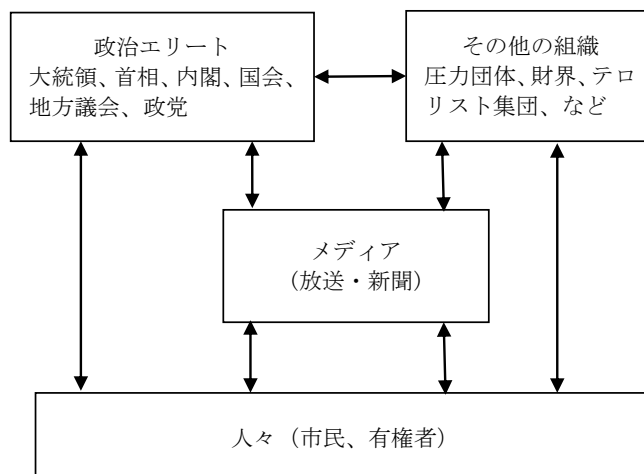 政治エリート
大統領、首相、内閣、国会、
地方議会、政党
その他の組織
圧力団体、財界、テロ
リスト集団、など
メディア
（放送・新聞）
人々（市民、有権者）